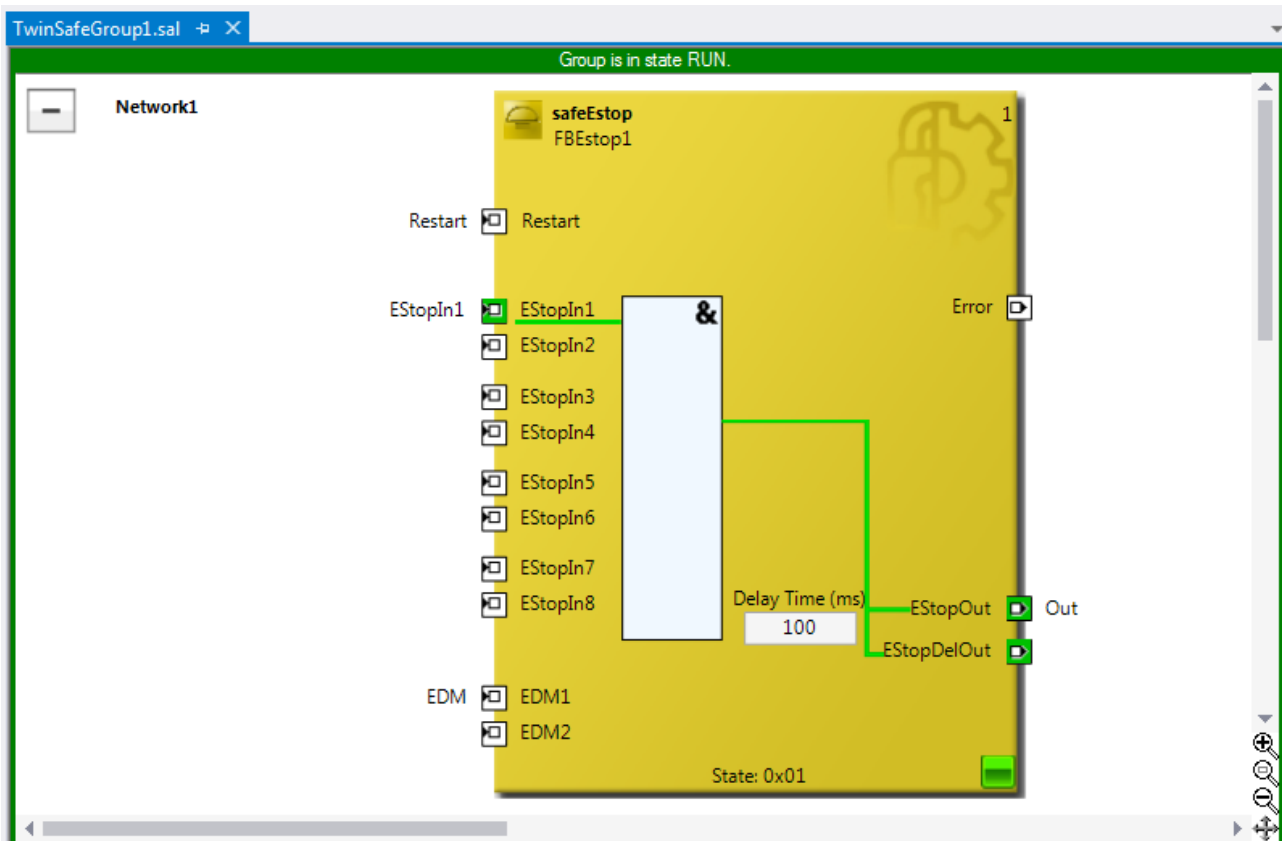 TwinSafeGroup1.sal
Group is in state RUN.
Network1
safeEstop
1
FBEstop1
Restart Restart
EStopIn1 EStopIn1 & Error
EStopIn2
EStopIn3
EStopIn4
EStopIn5
EStopIn6
EStopIn7
EStopIn8 Delay Time (ms) EStopOut Out
100
EStopDelOut
EDM EDM1
EDM2
State: 0x01